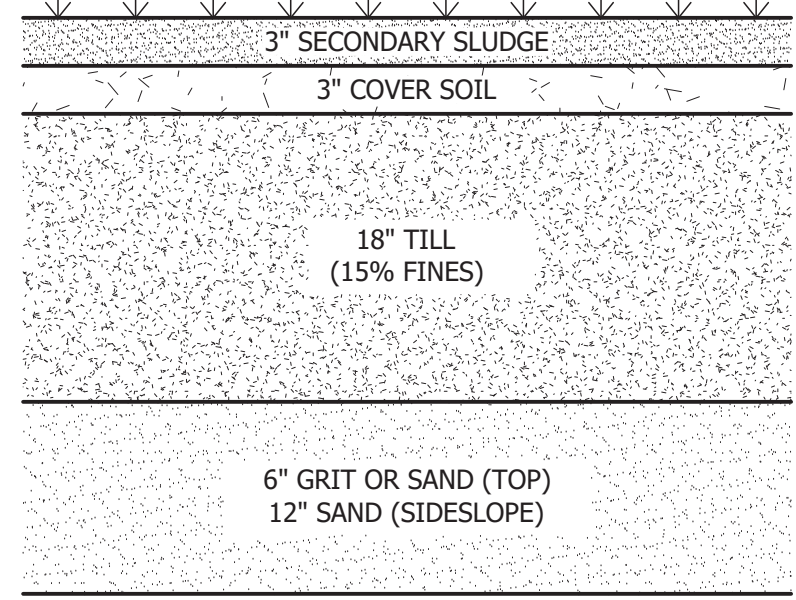 3" SECONDARY SLUDGE
3" COVER SOIL
18" TILL
(15% FINES)
6" GRIT OR SAND (TOP)
12" SAND (SIDESLOPE)